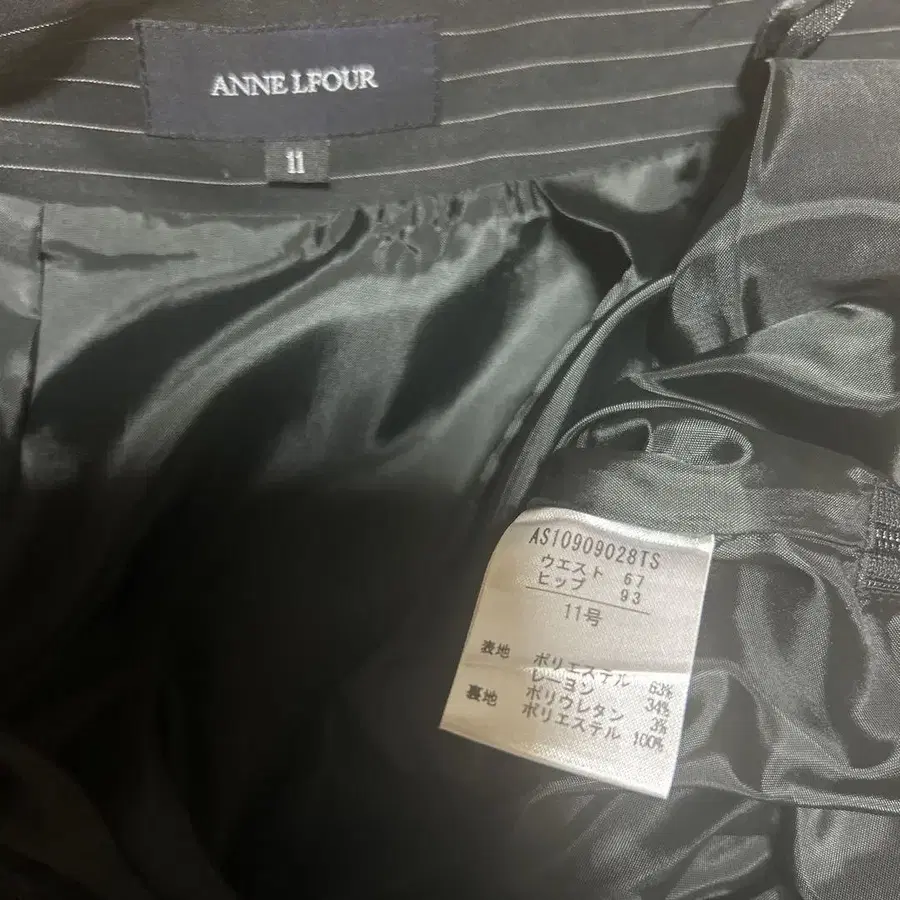 ANNE LFOUR
11
AS10909028TS
ウエスト 67
ヒップ 93
11号
表地 ポリエステル 63%
レーヨン 34%
ポリウレタン 3%
裏地 ポリエステル 100%